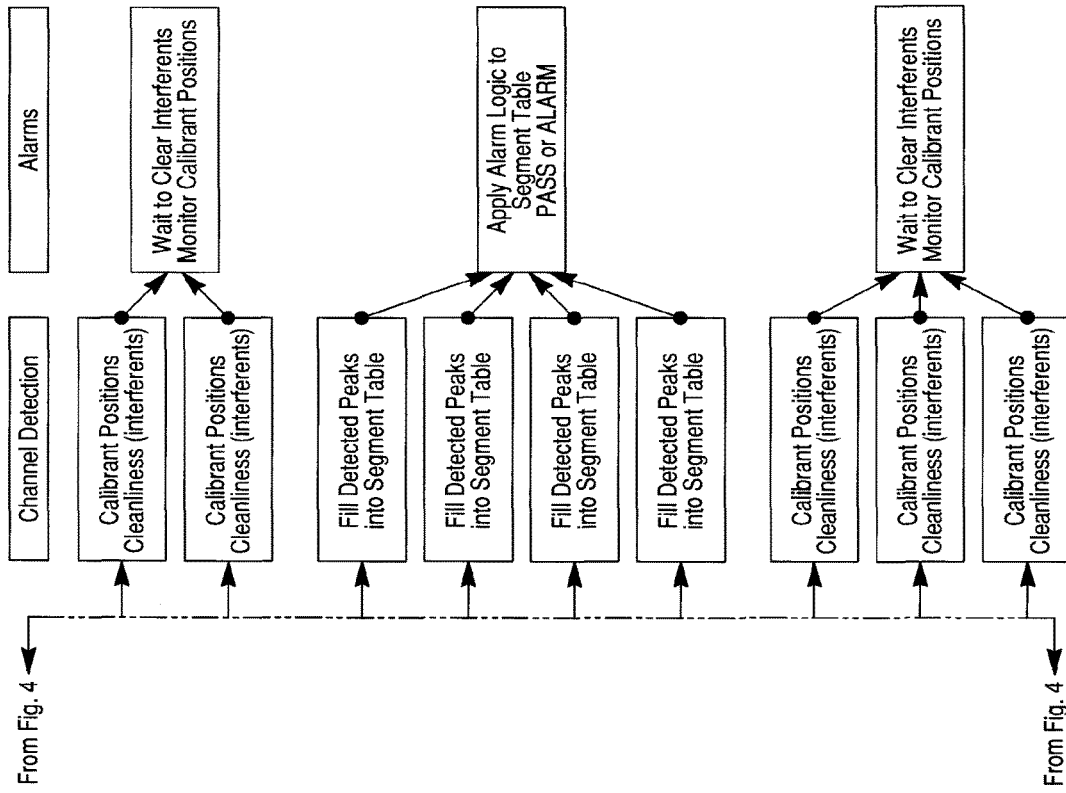 Channel Detection
Alarms
Calibrant Positions
Cleanliness (interferents)
Calibrant Positions
Cleanliness (interferents)
Wait to Clear Interferents
Monitor Calibrant Positions
Fill Detected Peaks
into Segment Table
Fill Detected Peaks
into Segment Table
Fill Detected Peaks
into Segment Table
Fill Detected Peaks
into Segment Table
Apply Alarm Logic to
Segment Table
PASS or ALARM
Calibrant Positions
Cleanliness (interferents)
Calibrant Positions
Cleanliness (interferents)
Calibrant Positions
Cleanliness (interferents)
Wait to Clear Interferents
Monitor Calibrant Positions
From Fig. 4
From Fig. 4